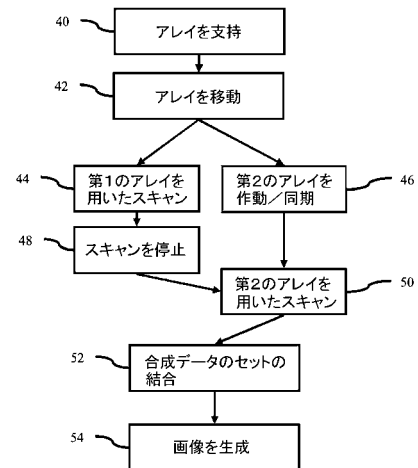 40
アレイを支持
42
アレイを移動
44
第1のアレイを
用いたスキャン
第2のアレイを
作動/同期
46
48
スキャンを停止
第2のアレイを
用いたスキャン
50
52
合成データのセットの
結合
54
画像を生成